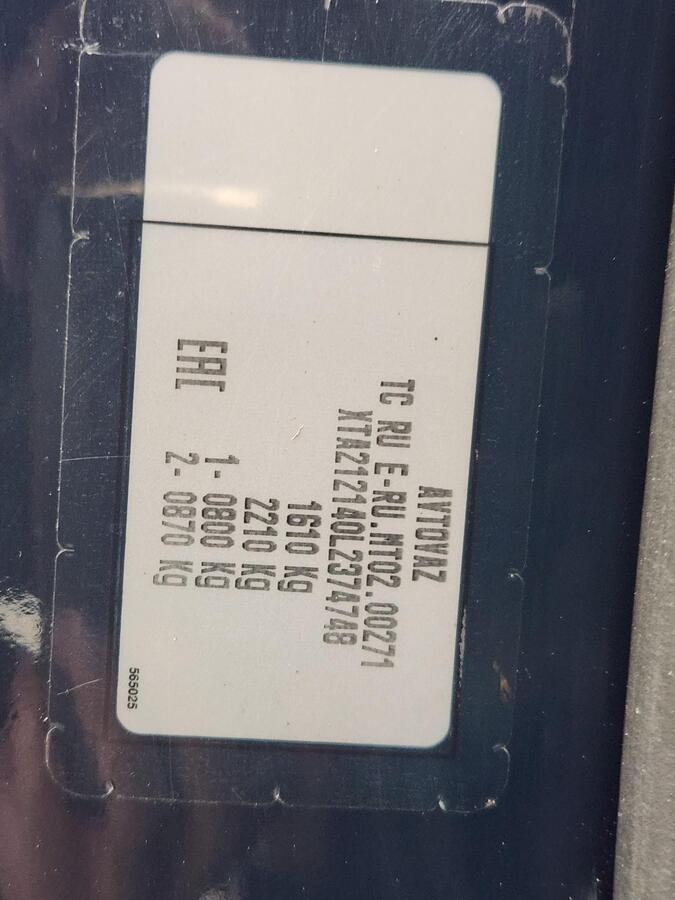 AVTOVAZ
TC RU E-RU.MT02.00271
XTA212140L2374748
1610 Kg
2210 Kg
1- 0800 Kg
2- 0870 Kg
EAC
565025